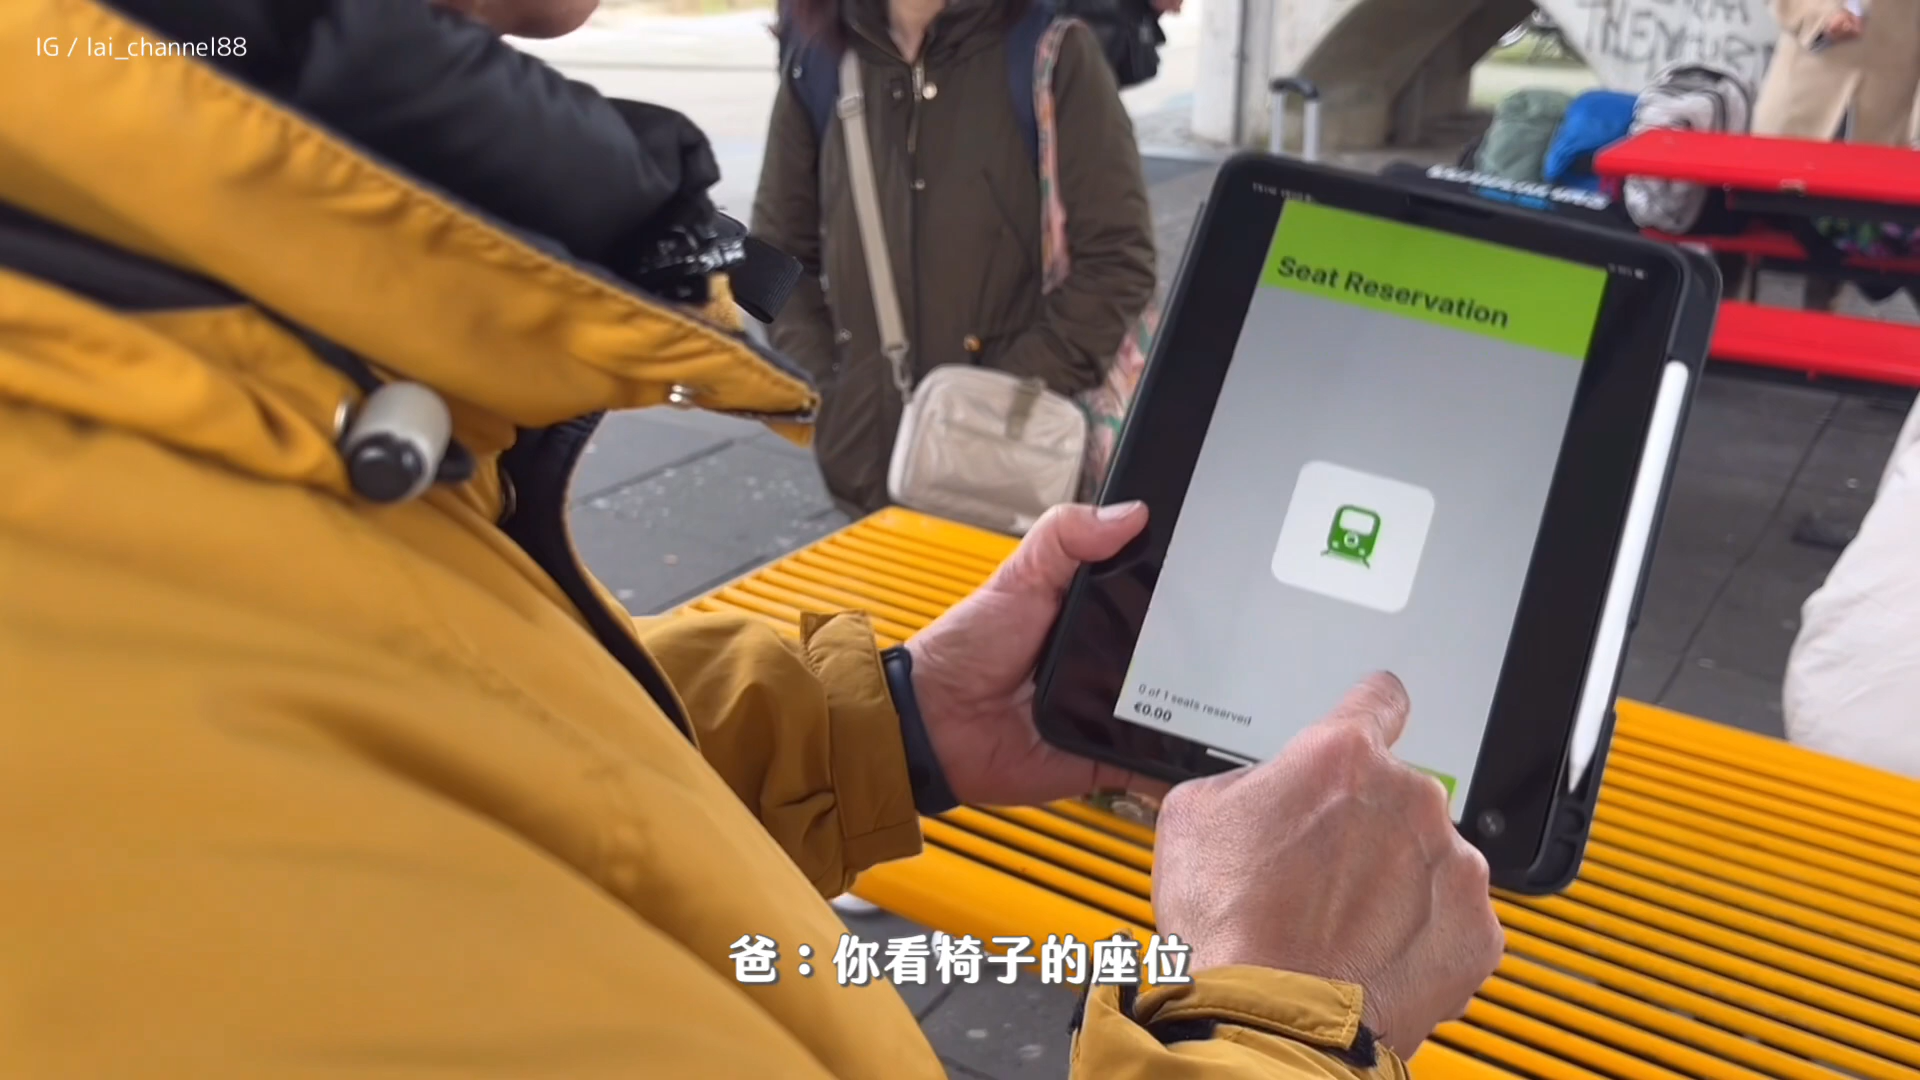 IG / lai_channel88
Seat Reservation
0 of 1 seats reserved
€0.00
爸：你看椅子的座位